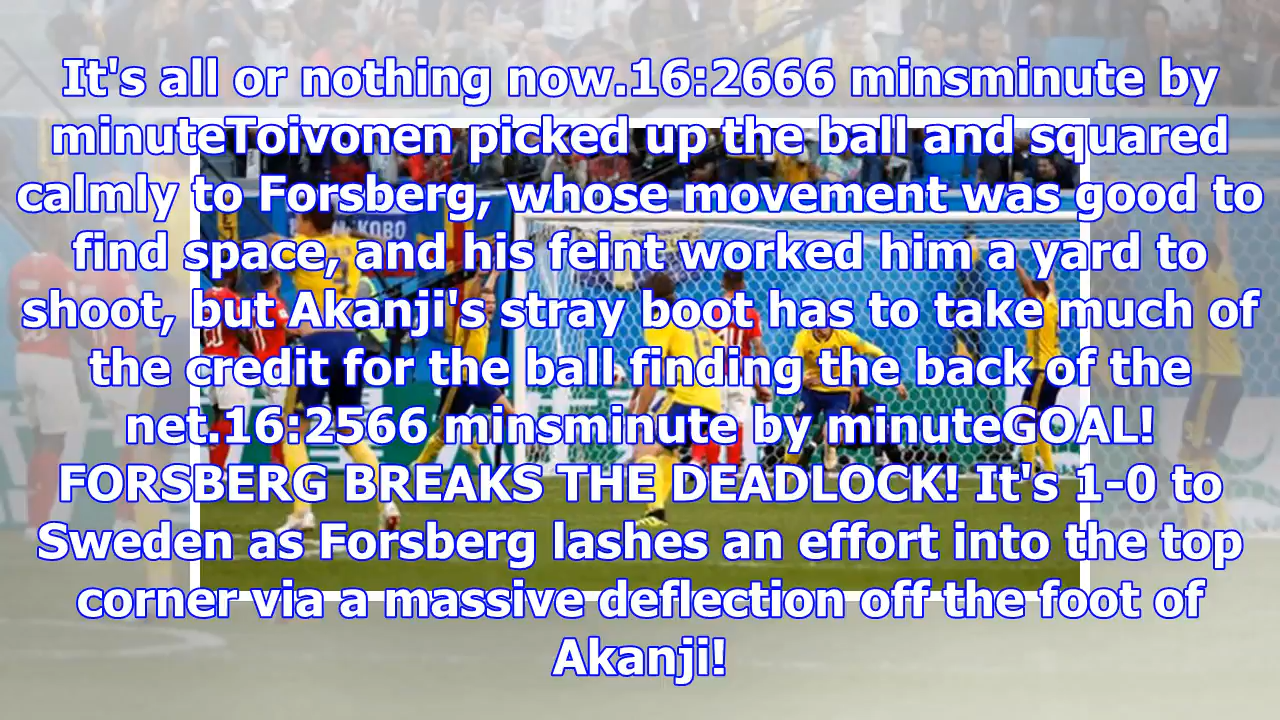 It's all or nothing now.16:2666 minsminute by
minuteToivonen picked up the ball and squared
calmly to Forsberg, whose movement was good to
find space, and his feint worked him a yard to
shoot, but Akanji's stray boot has to take much of
the credit for the ball finding the back of the
net.16:2566 minsminute by minuteGOAL!
FORSBERG BREAKS THE DEADLOCK! It's 1-0 to
Sweden as Forsberg lashes an effort into the top
corner via a massive deflection off the foot of
Akanji!